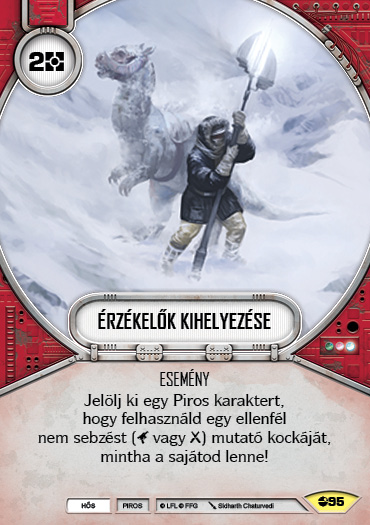 2
ÉRZÉKELŐK KIHELYEZÉSE
ESEMÉNY
Jelölj ki egy Piros karaktert,
hogy felhasználd egy ellenfél
nem sebzést ( vagy ) mutató kockáját,
mintha a sajátod lenne!
HŐS PIROS © LFL © FFG Sidharth Chaturvedi 95